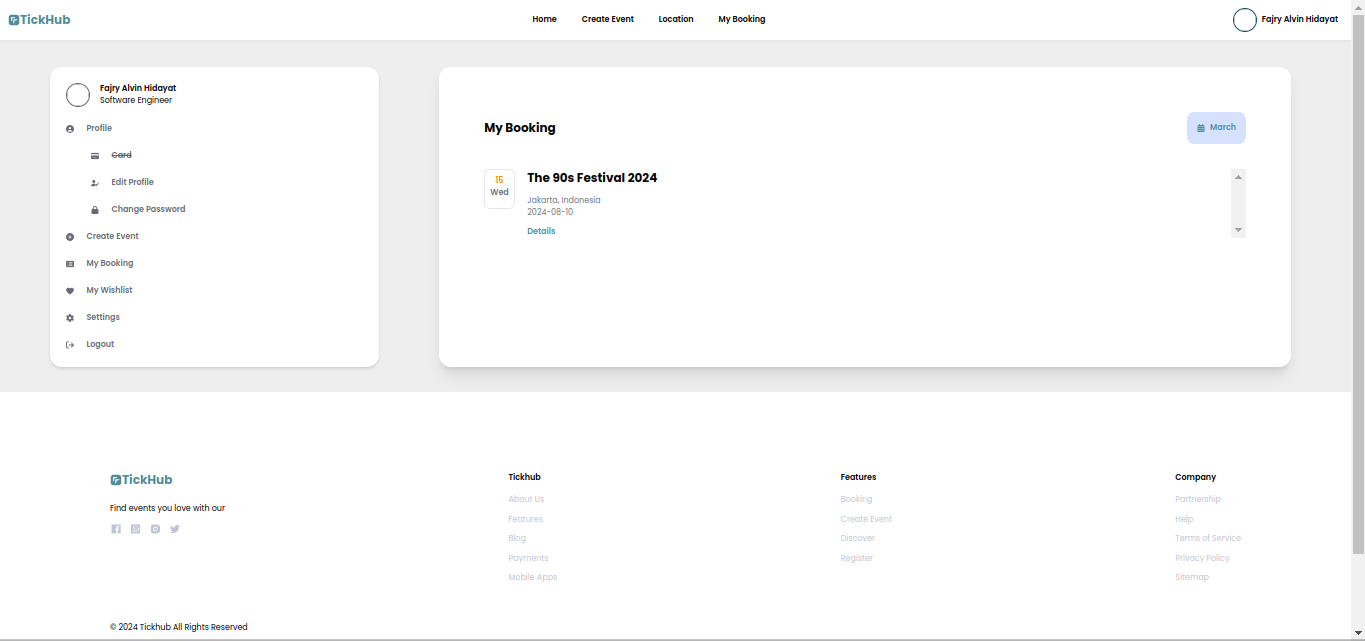 TickHub
Home Create Event Location My Booking
Fajry Alvin Hidayat
Fajry Alvin Hidayat
Software Engineer
Profile
Card
Edit Profile
Change Password
Create Event
My Booking
My Wishlist
Settings
Logout
My Booking
March
15
Wed
The 90s Festival 2024
Jakarta, Indonesia
2024-08-10
Details
TickHub
Find events you love with our
Tickhub
About Us
Features
Blog
Payments
Mobile Apps
Features
Booking
Create Event
Discover
Register
Company
Partnership
Help
Terms of Service
Privacy Policy
Sitemap
© 2024 Tickhub All Rights Reserved